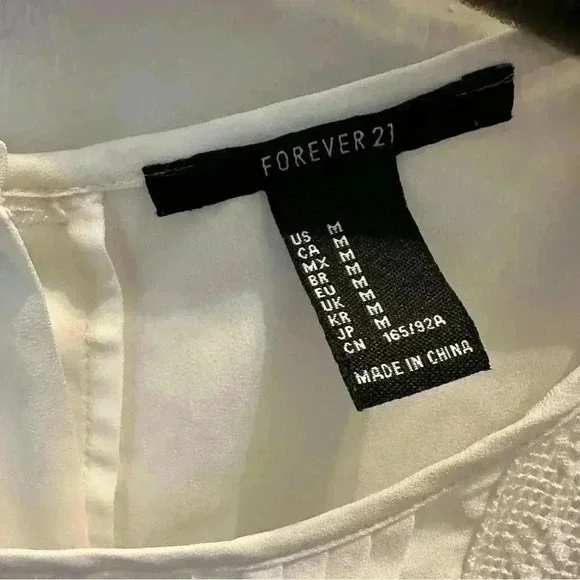 FOREVER 21
US M
CA M
MX M
BR M
EU M
UK M
KR M
JP M
CN 165/92A
MADE IN CHINA